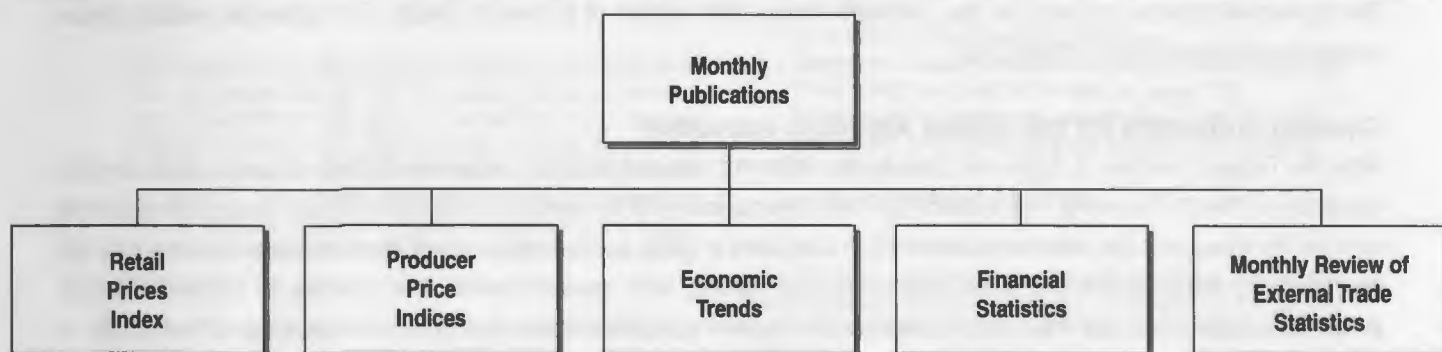 Monthly
Publications
Retail
Prices
Index
Producer
Price
Indices
Economic
Trends
Financial
Statistics
Monthly Review of
External Trade
Statistics